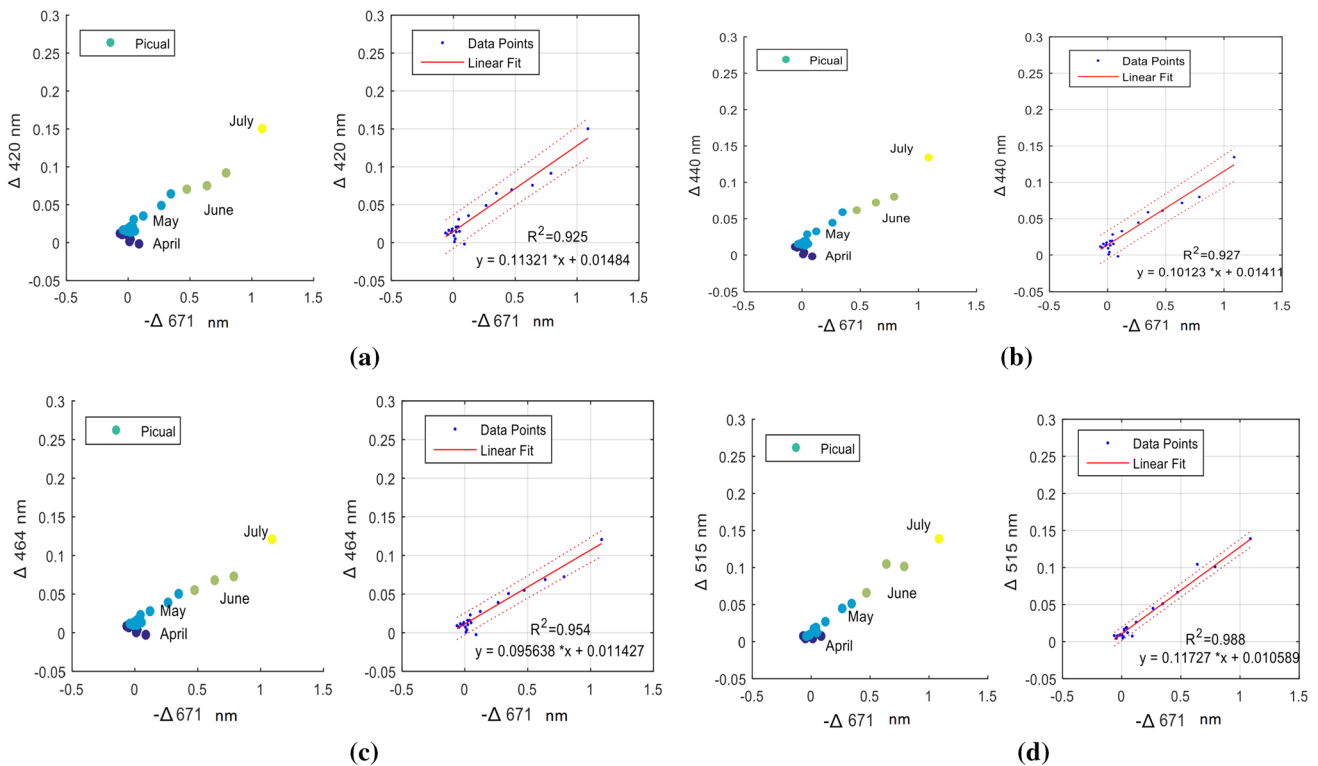 0.3
0.25
0.2
0.15
0.1
0.05
0
-0.05
Δ 420 nm
Picual
July
June
May
April
0 0.5 1 1.5
-Δ 671 nm
0.3
0.25
0.2
0.15
0.1
0.05
0
-0.05
Δ 420 nm
Data Points
Linear Fit
R²=0.925
y = 0.11321 *x + 0.01484
-0.5 0 0.5 1 1.5
-Δ 671 nm
(a)
0.3
0.25
0.2
0.15
0.1
0.05
0
-0.05
Δ 440 nm
Picual
July
June
May
April
-0.5 0 0.5 1 1.5
-Δ 671 nm
0.3
0.25
0.2
0.15
0.1
0.05
0
-0.05
Δ 440 nm
Data Points
Linear Fit
R²=0.927
y = 0.10123 *x + 0.01411
-0.5 0 0.5 1 1.5
-Δ 671 nm
(b)
0.3
0.25
0.2
0.15
0.1
0.05
0
-0.05
Δ 464 nm
Picual
July
June
May
April
-0.5 0 0.5 1 1.5
-Δ 671 nm
0.3
0.25
0.2
0.15
0.1
0.05
0
-0.05
Δ 464 nm
Data Points
Linear Fit
R²=0.954
y = 0.095638 *x + 0.011427
-0.5 0 0.5 1 1.5
-Δ 671 nm
(c)
0.3
0.25
0.2
0.15
0.1
0.05
0
-0.05
Δ 515 nm
Picual
July
June
May
April
-0.5 0 0.5 1 1.5
-Δ 671 nm
0.3
0.25
0.2
0.15
0.1
0.05
0
-0.05
Δ 515 nm
Data Points
Linear Fit
R²=0.988
y = 0.11727 *x + 0.010589
-0.5 0 0.5 1 1.5
-Δ 671 nm
(d)